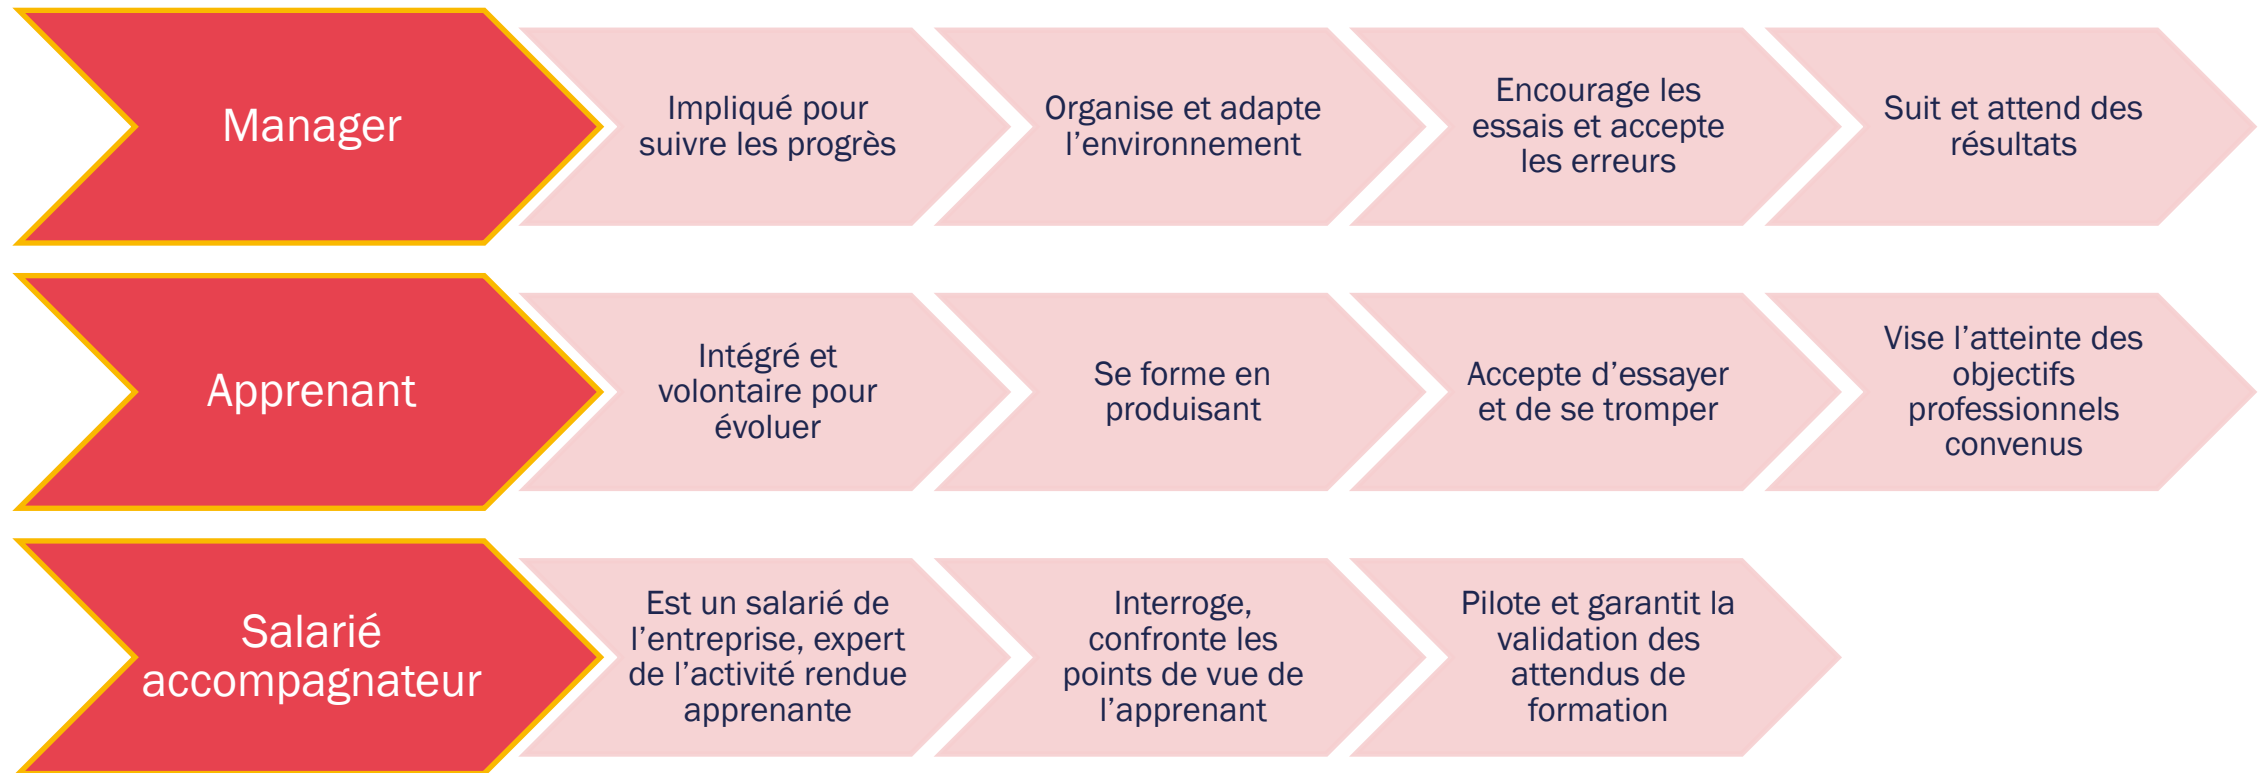 Manager
Impliqué pour
suivre les progrès
Organise et adapte
l’environnement
Encourage les
essais et accepte
les erreurs
Suit et attend des
résultats
Apprenant
Intégré et
volontaire pour
évoluer
Se forme en
produisant
Accepte d’essayer
et de se tromper
Vise l’atteinte des
objectifs
professionnels
convenus
Salarié
accompagnateur
Est un salarié de
l’entreprise, expert
de l’activité rendue
apprenante
Interroge,
confronte les
points de vue de
l’apprenant
Pilote et garantit la
validation des
attendus de
formation